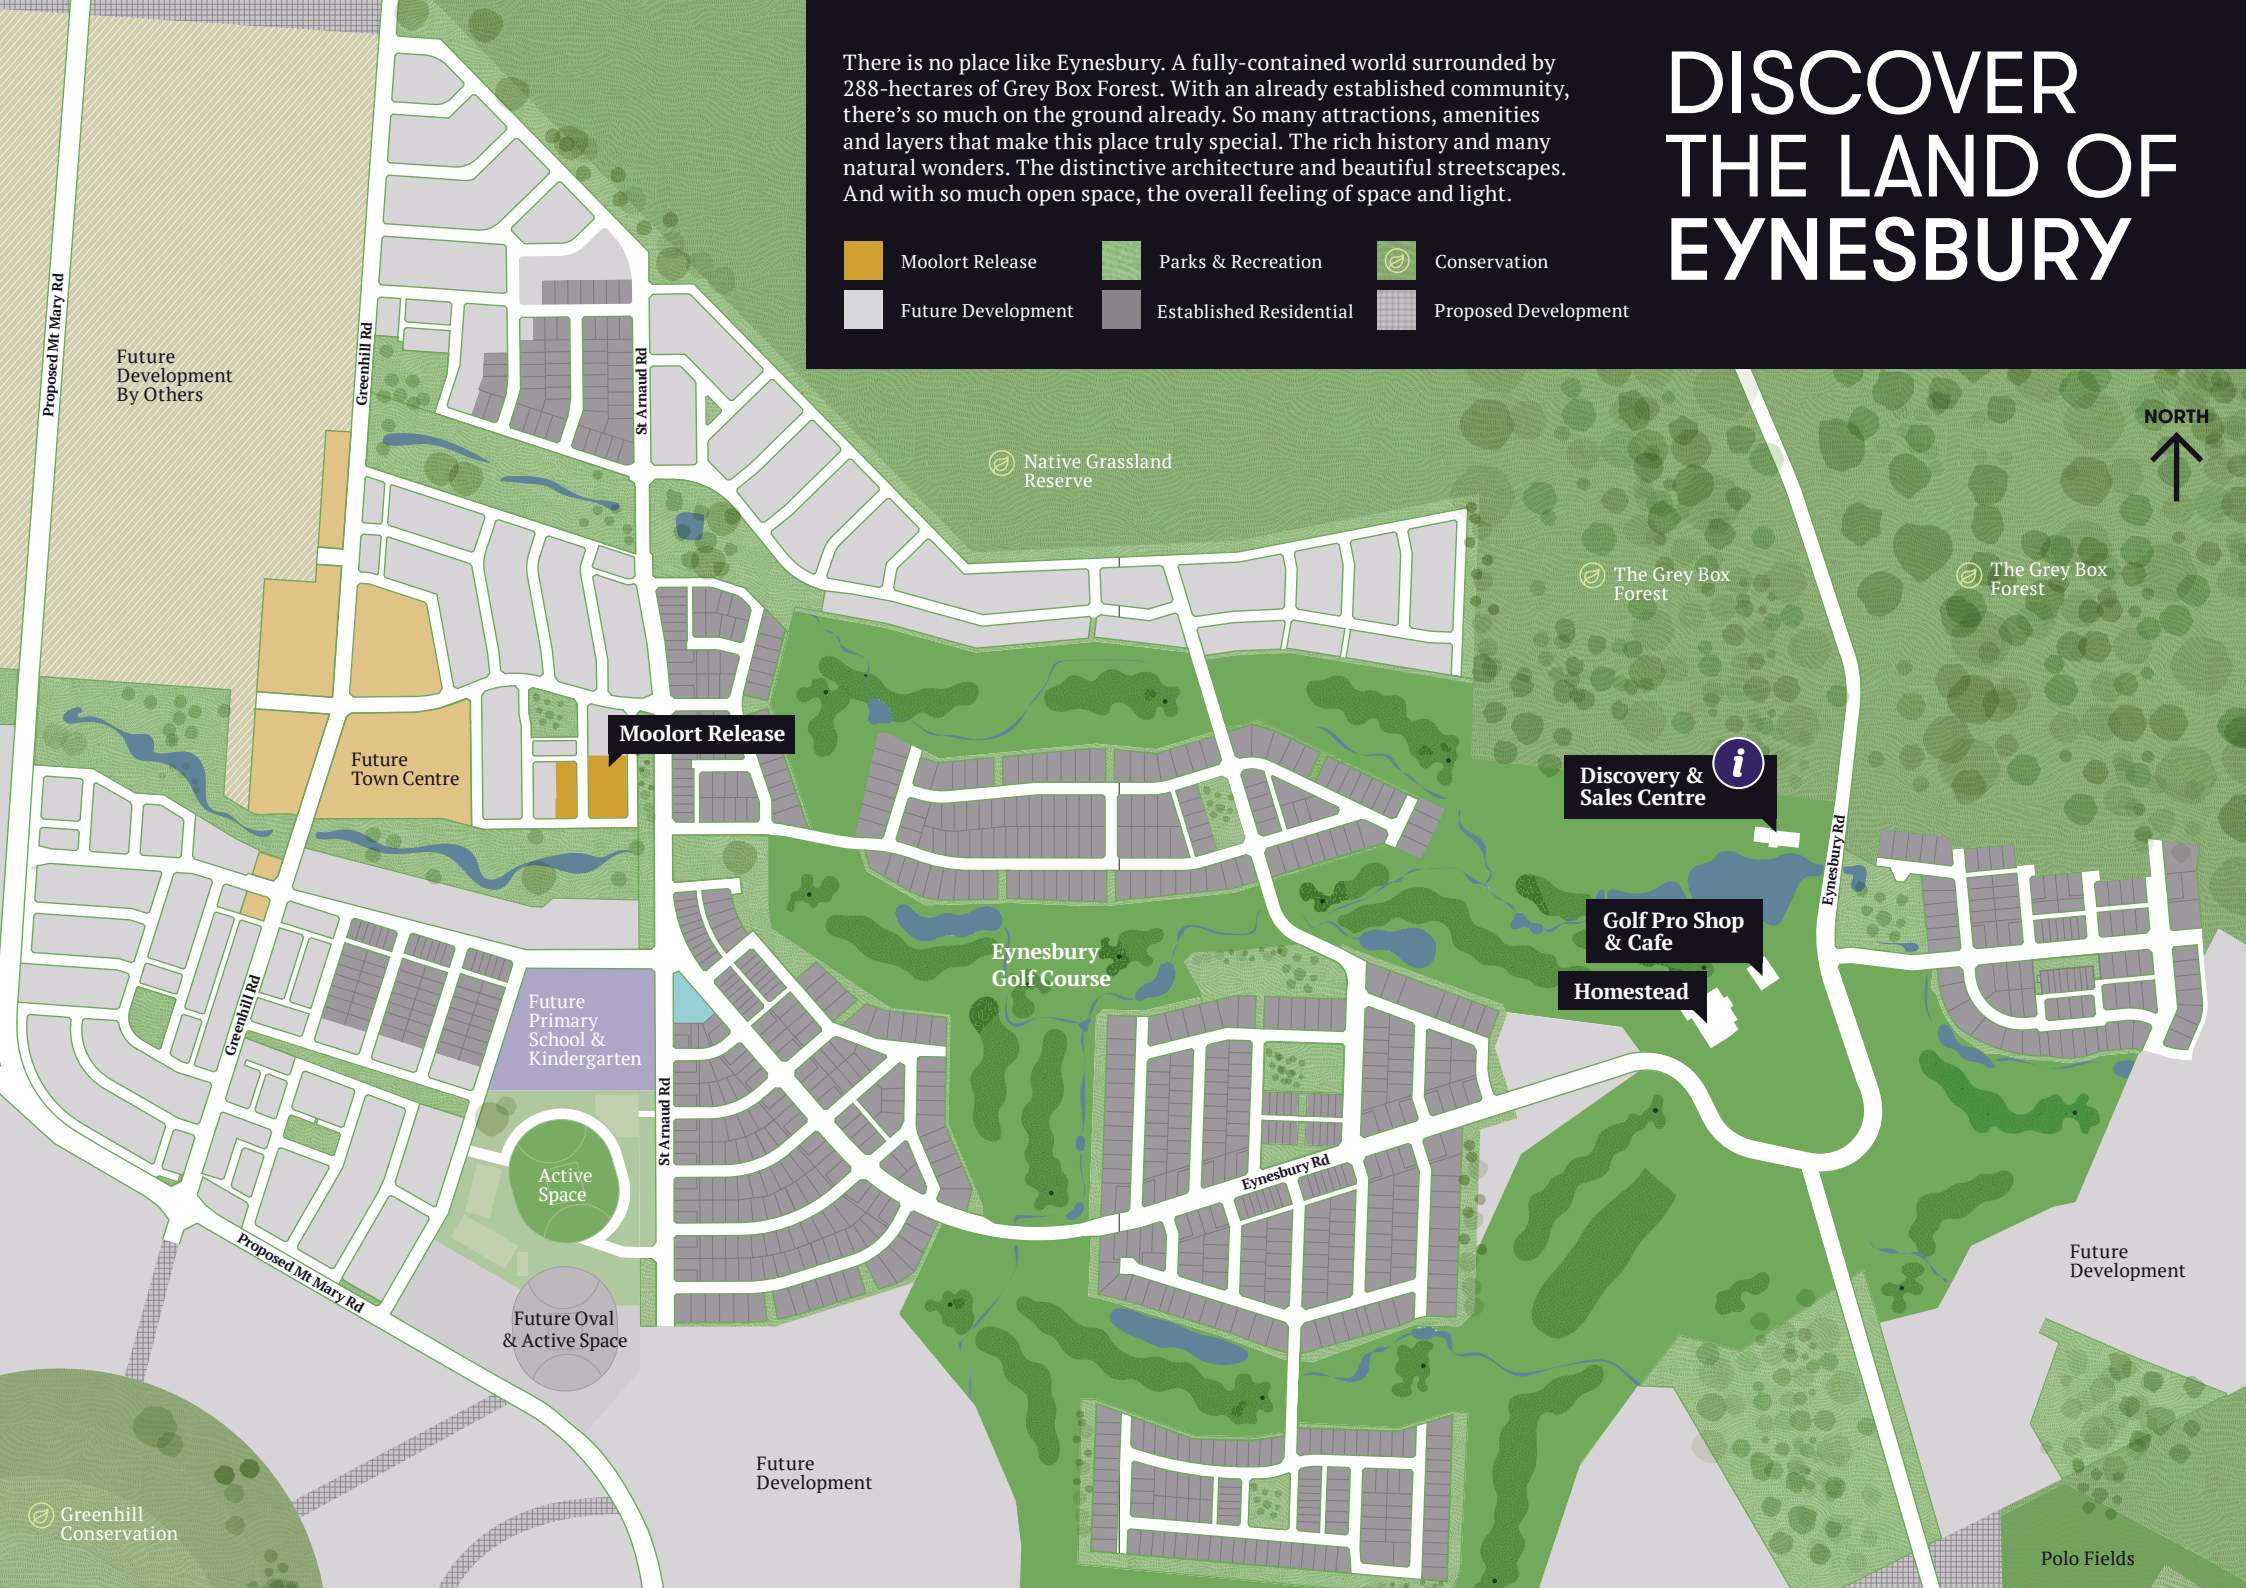 There is no place like Eynesbury. A fully-contained world surrounded by
288-hectares of Grey Box Forest. With an already established community,
there's so much on the ground already. So many attractions, amenities
and layers that make this place truly special. The rich history and many
natural wonders. The distinctive architecture and beautiful streetscapes.
And with so much open space, the overall feeling of space and light.
DISCOVER
THE LAND OF
EYNESBURY
Moolort Release
Parks & Recreation
Conservation
Future Development
Established Residential
Proposed Development
NORTH
Proposed Mt Mary Rd
Greenhill Rd
St Arnaud Rd
Future
Development
By Others
Native Grassland
Reserve
The Grey Box
Forest
The Grey Box
Forest
Moolort Release
Future
Town Centre
Discovery &
Sales Centre
i
Eynesbury Rd
Golf Pro Shop
& Cafe
Homestead
Eynesbury
Golf Course
Greenhill Rd
Future
Primary
School &
Kindergarten
St Arnaud Rd
Active
Space
Eynesbury Rd
Proposed Mt Mary Rd
Future Oval
& Active Space
Future
Development
Future
Development
Greenhill
Conservation
Polo Fields